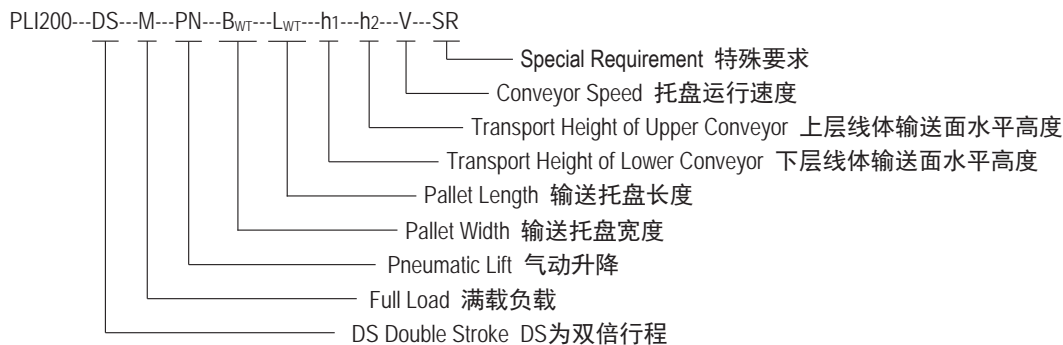 PLI200---DS---M---PN---BWT---LWT---h1---h2---V---SR
Special Requirement 特殊要求
Conveyor Speed 托盘运行速度
Transport Height of Upper Conveyor 上层线体输送面水平高度
Transport Height of Lower Conveyor 下层线体输送面水平高度
Pallet Length 输送托盘长度
Pallet Width 输送托盘宽度
Pneumatic Lift 气动升降
Full Load 满载负载
DS Double Stroke DS为双倍行程